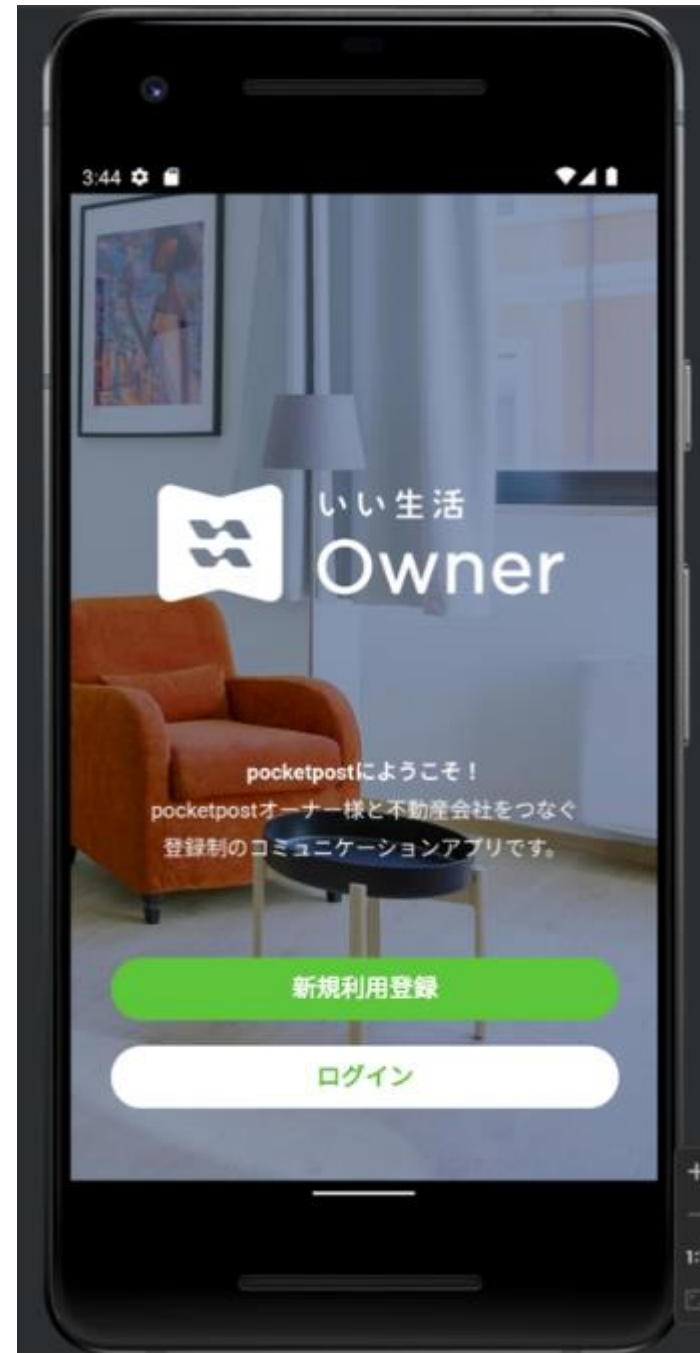 3:44
いい生活
Owner
pocketpostにようこそ！
pocketpostオーナー様と不動産会社をつなぐ
登録制のコミュニケーションアプリです。
新規利用登録
ログイン